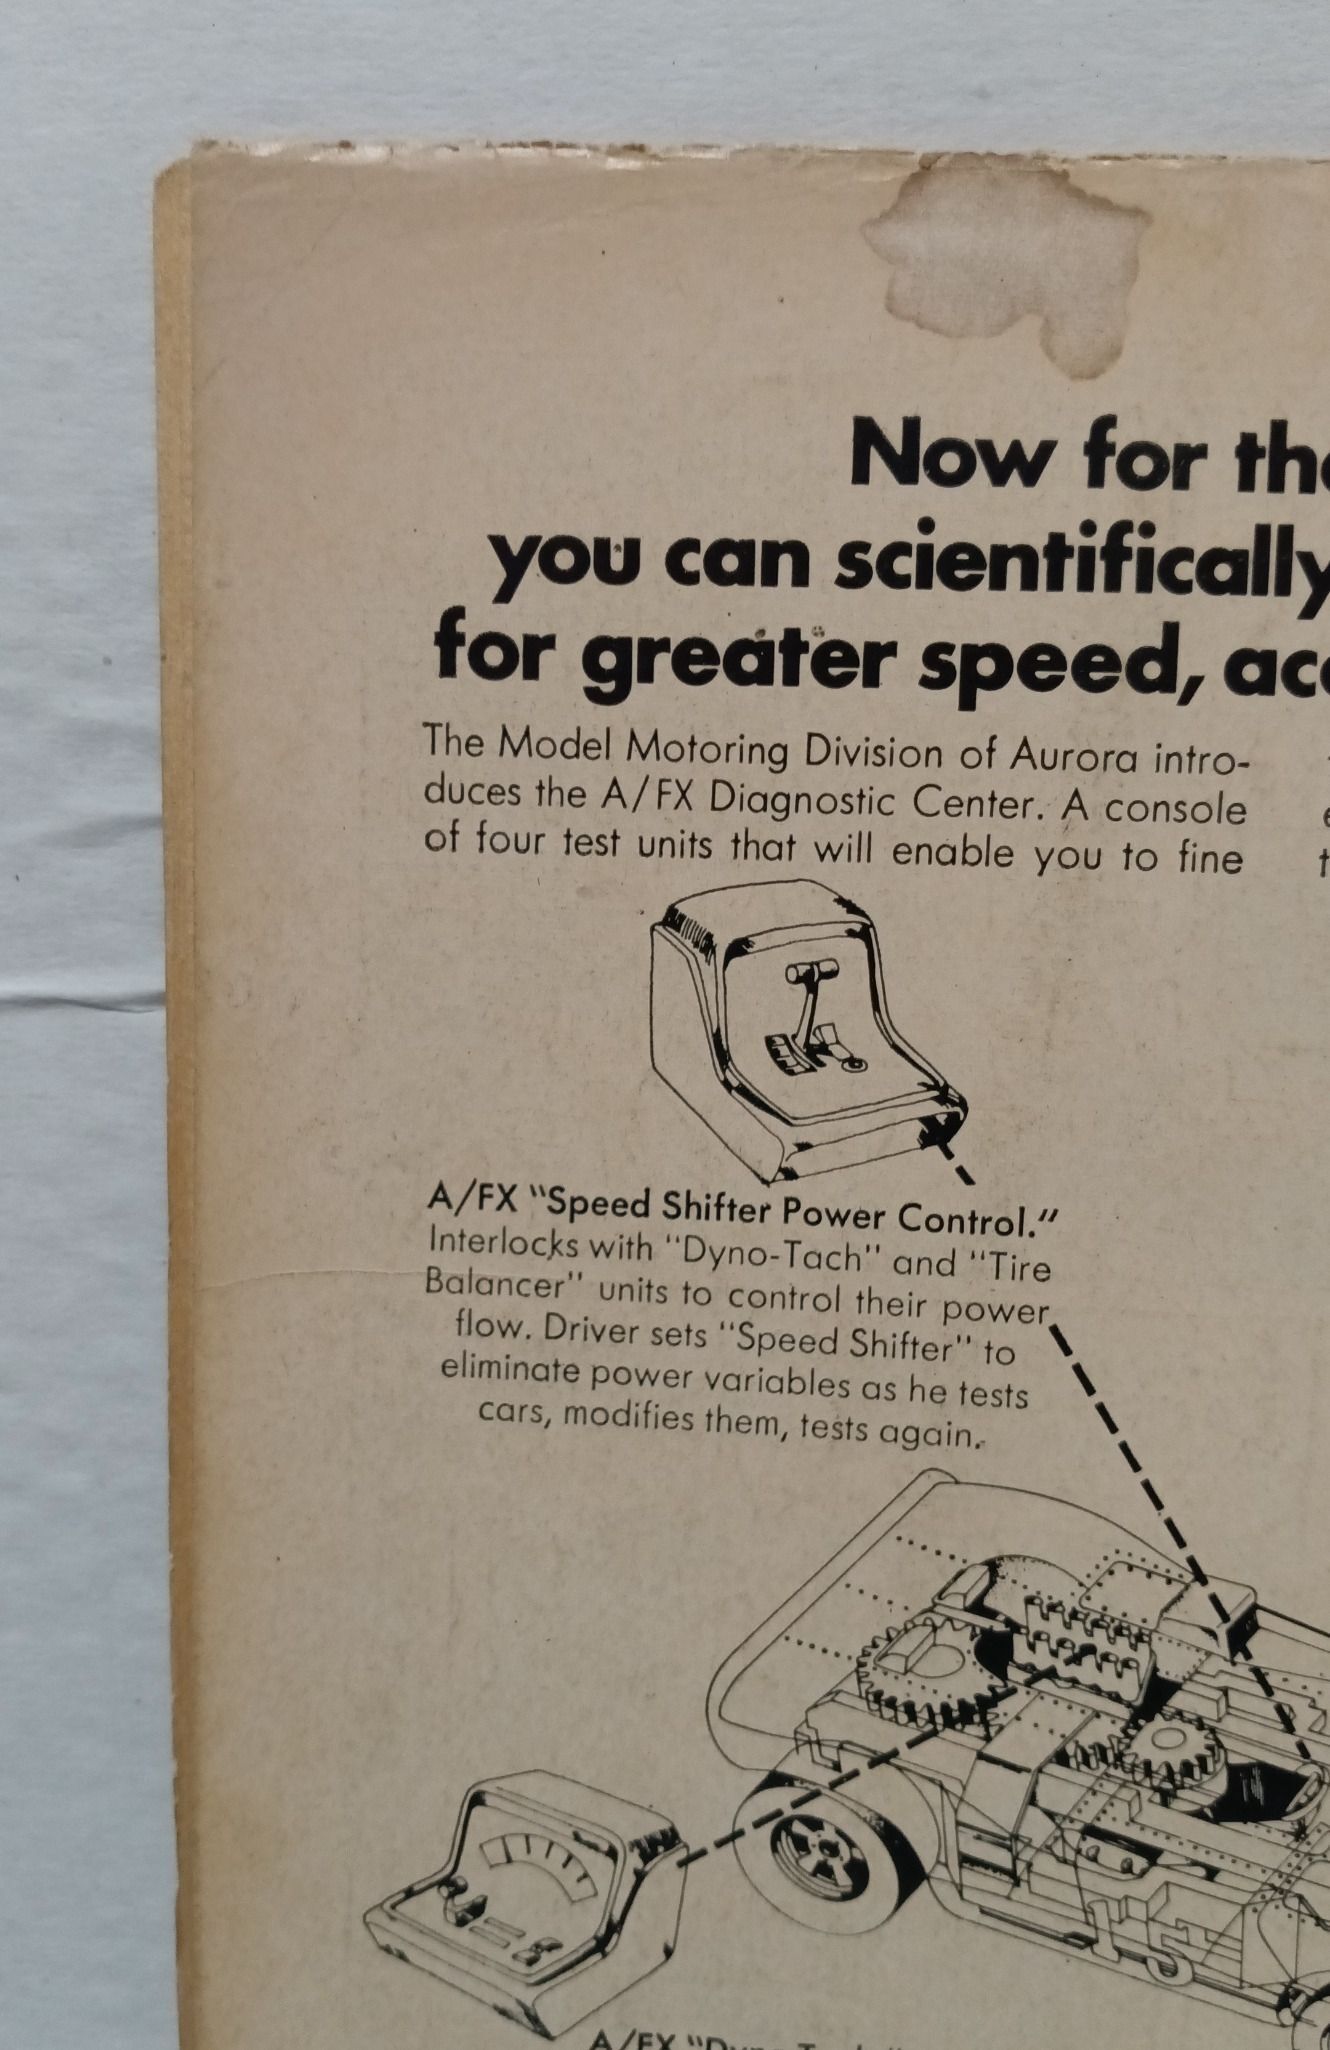 Now for
you can scientifically
for greater speed,
The Model Motoring Division of Aurora intro-
duces the A/FX Diagnostic Center. A console
of four test units that will enable you to fine
A/FX "Speed Shifter Power Control."
Interlocks with "Dyno-Tach" and "Tire
Balancer" units to control their power
flow. Driver sets "Speed Shifter" to
eliminate power variables as he tests
cars, modifies them, tests again.
15
A/FX